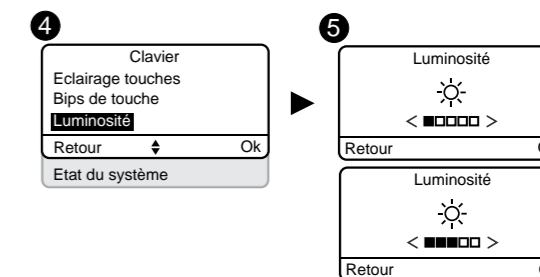 4
Clavier
Eclairage touches
Bips de touche
Luminosité
Retour Ok
Etat du système
5
Luminosité
< >
Retour
Luminosité
< >
Retour